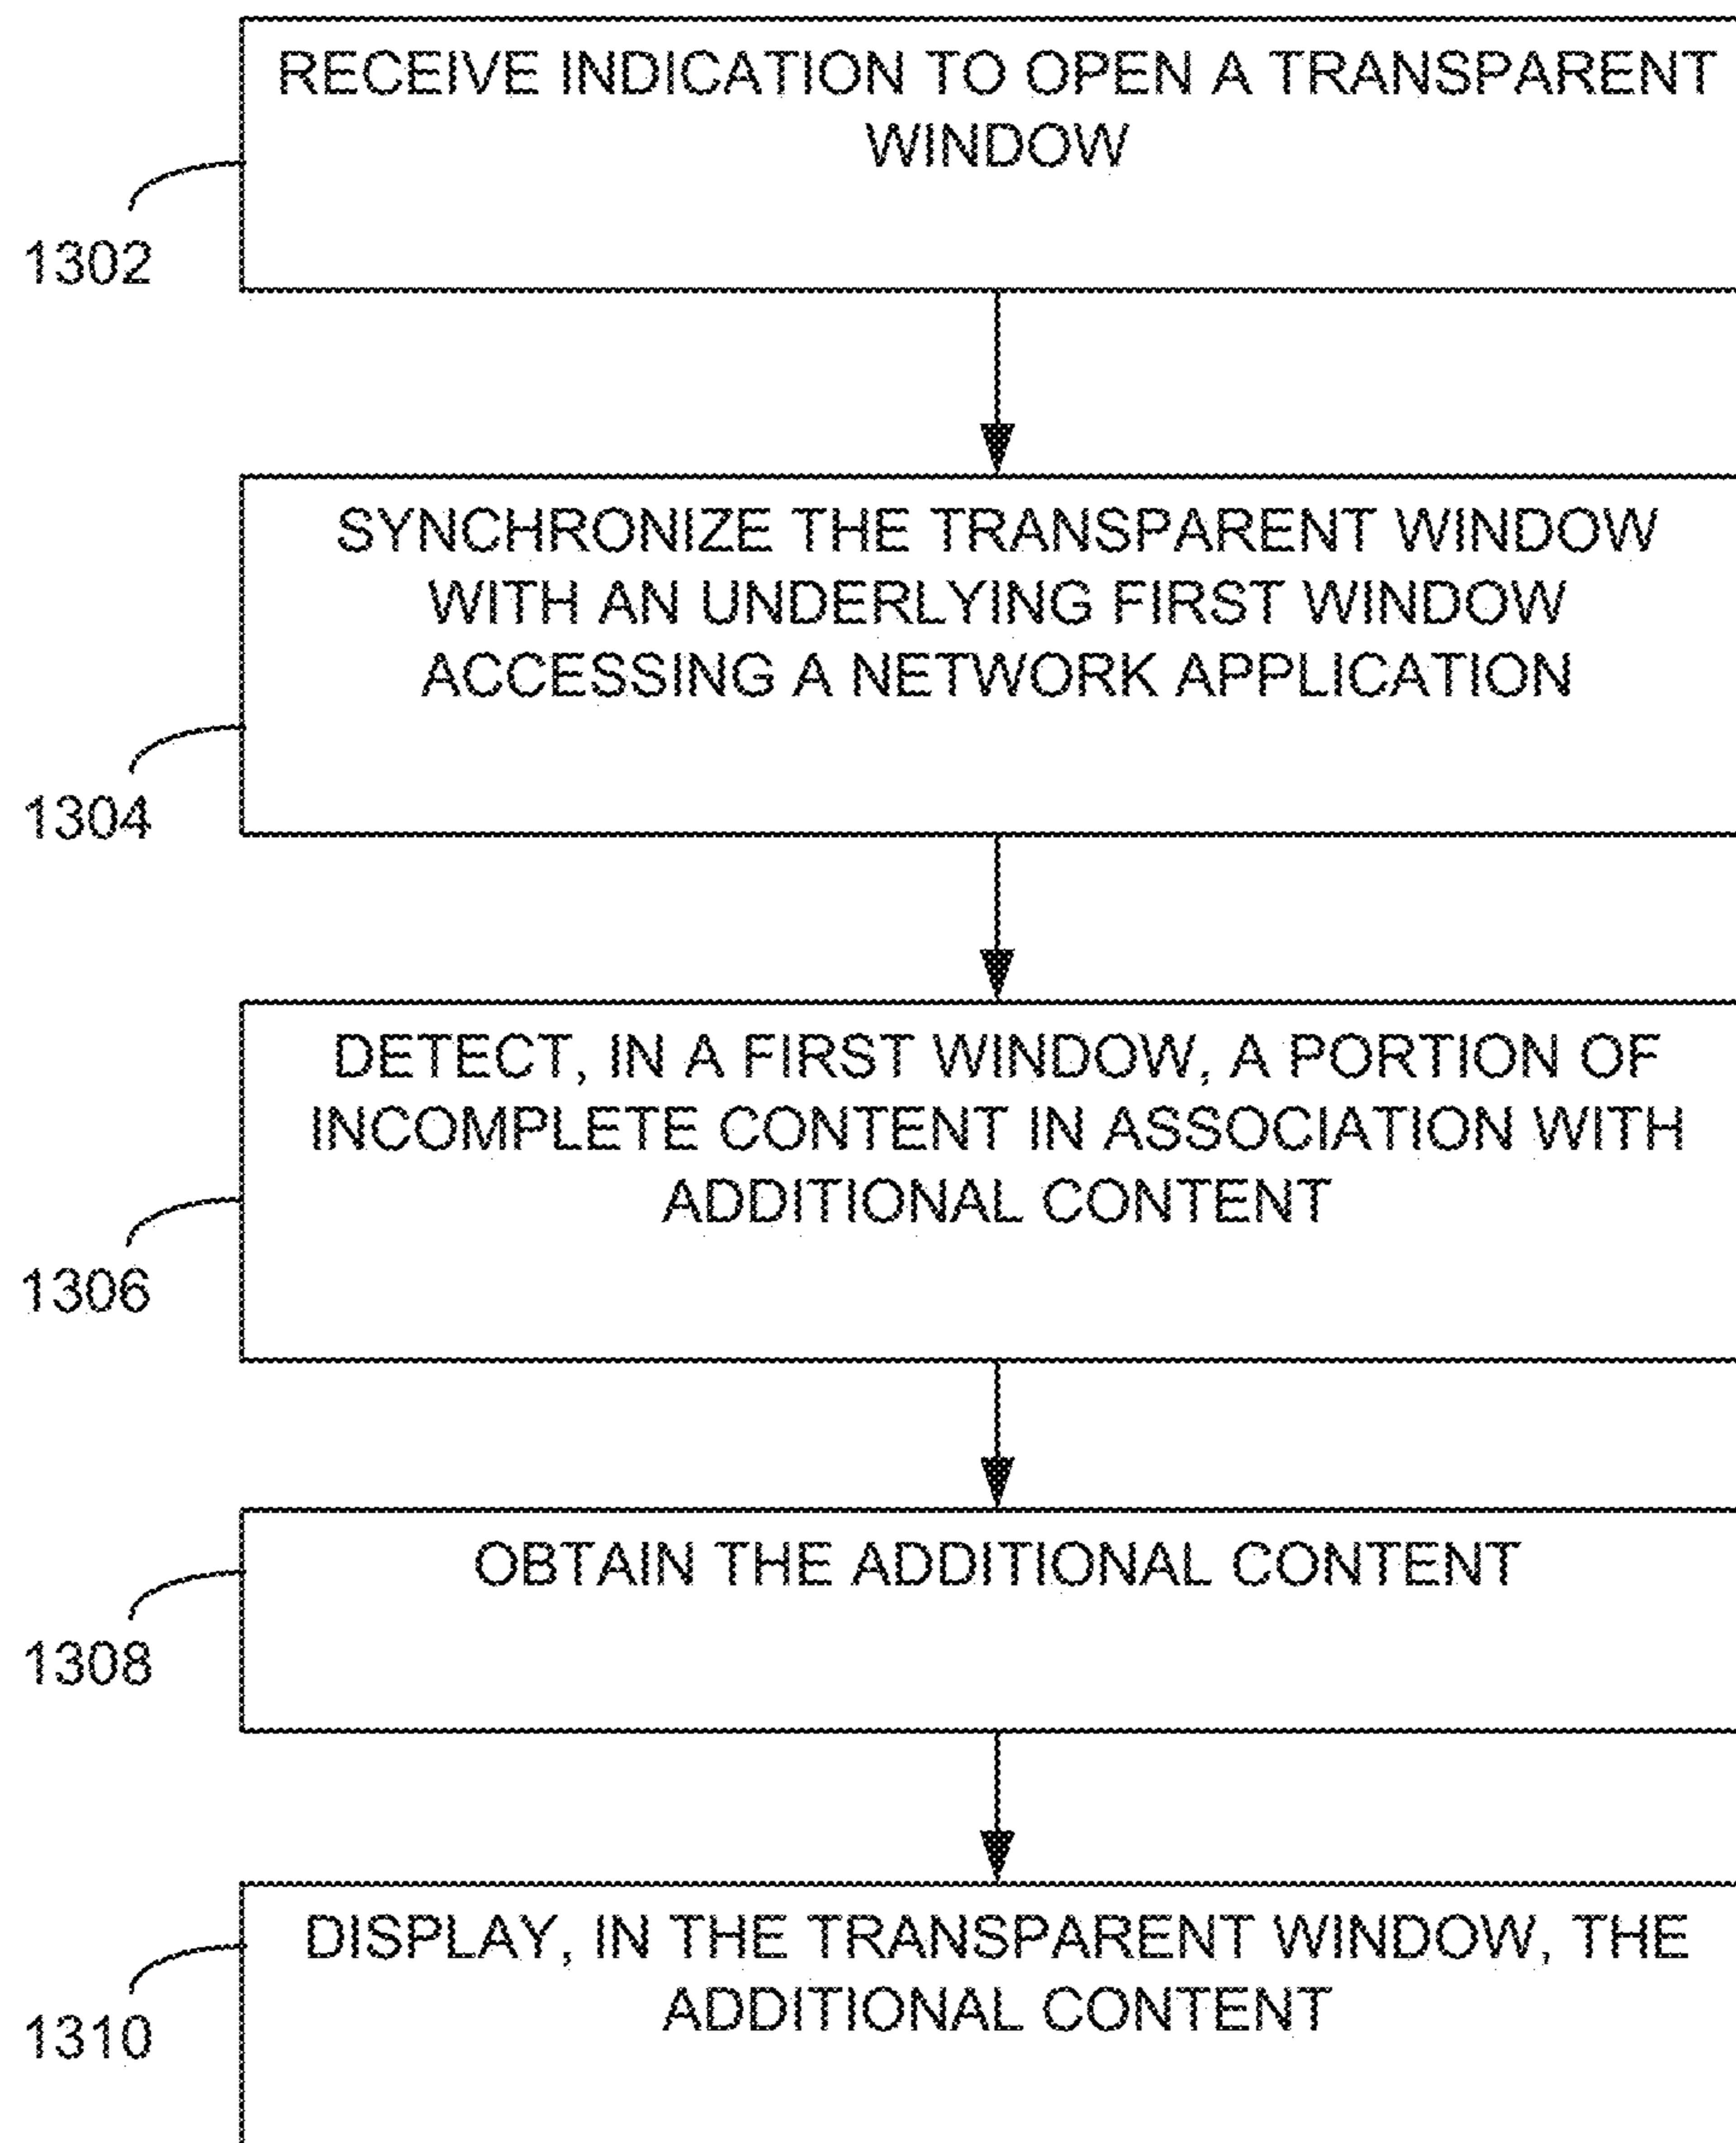 RECEIVE INDICATION TO OPEN A TRANSPARENT
WINDOW
1302
SYNCHRONIZE THE TRANSPARENT WINDOW
WITH AN UNDERLYING FIRST WINDOW
ACCESSING A NETWORK APPLICATION
1304
DETECT, IN A FIRST WINDOW, A PORTION OF
INCOMPLETE CONTENT IN ASSOCIATION WITH
ADDITIONAL CONTENT
1306
OBTAIN THE ADDITIONAL CONTENT
1308
DISPLAY, IN THE TRANSPARENT WINDOW, THE
ADDITIONAL CONTENT
1310